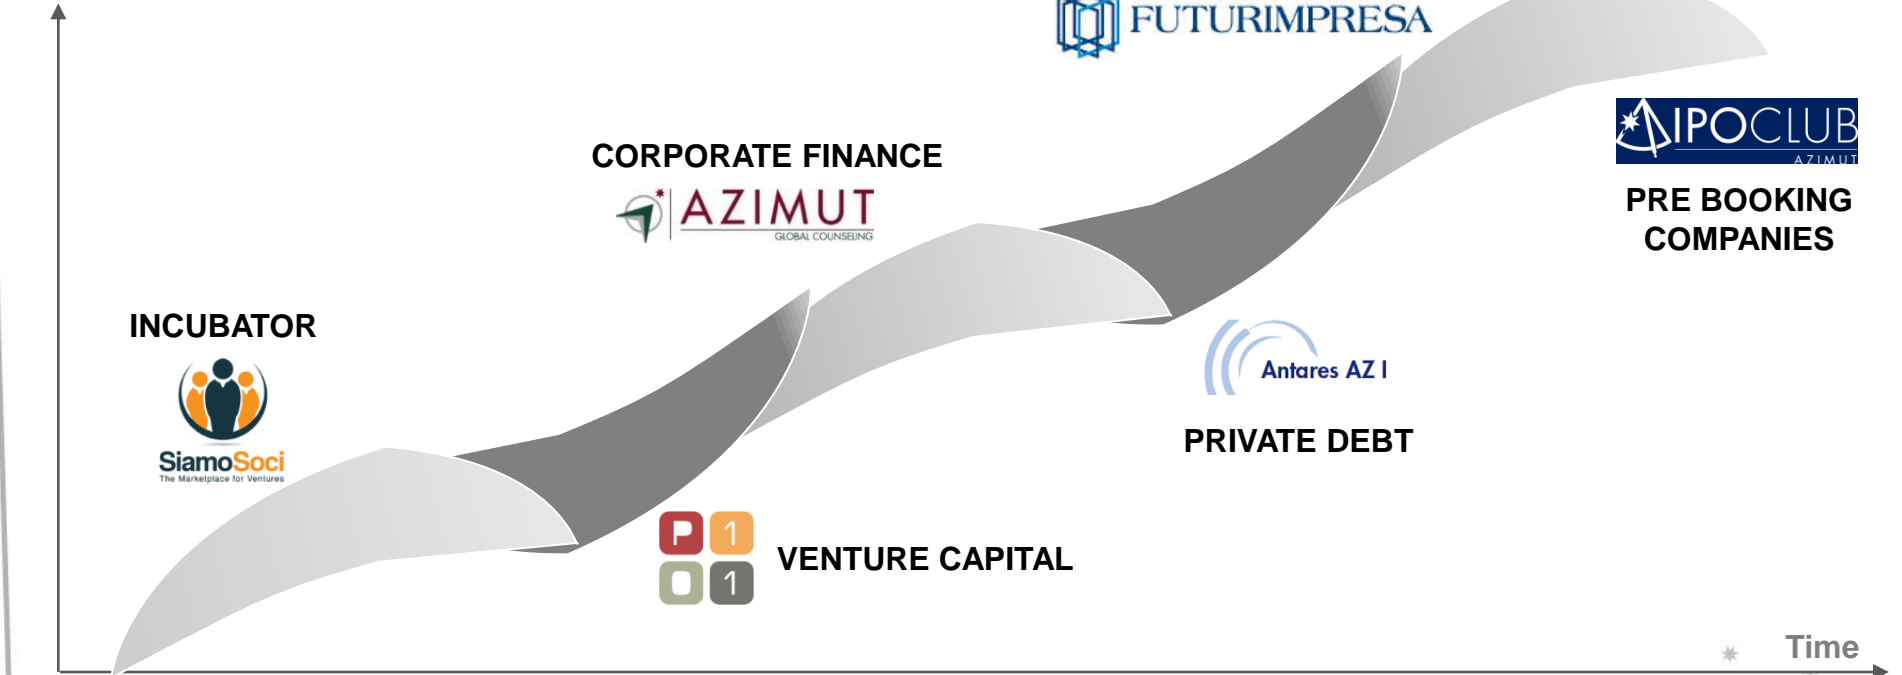 FUTURIMPRESA
IPOCLUB
AZIMUT
PRE BOOKING
COMPANIES
CORPORATE FINANCE
AZIMUT
GLOBAL COUNSELING
INCUBATOR
SiamoSoci
The Marketplace for Ventures
Antares AZ I
PRIVATE DEBT
P 1
0 1
VENTURE CAPITAL
Time